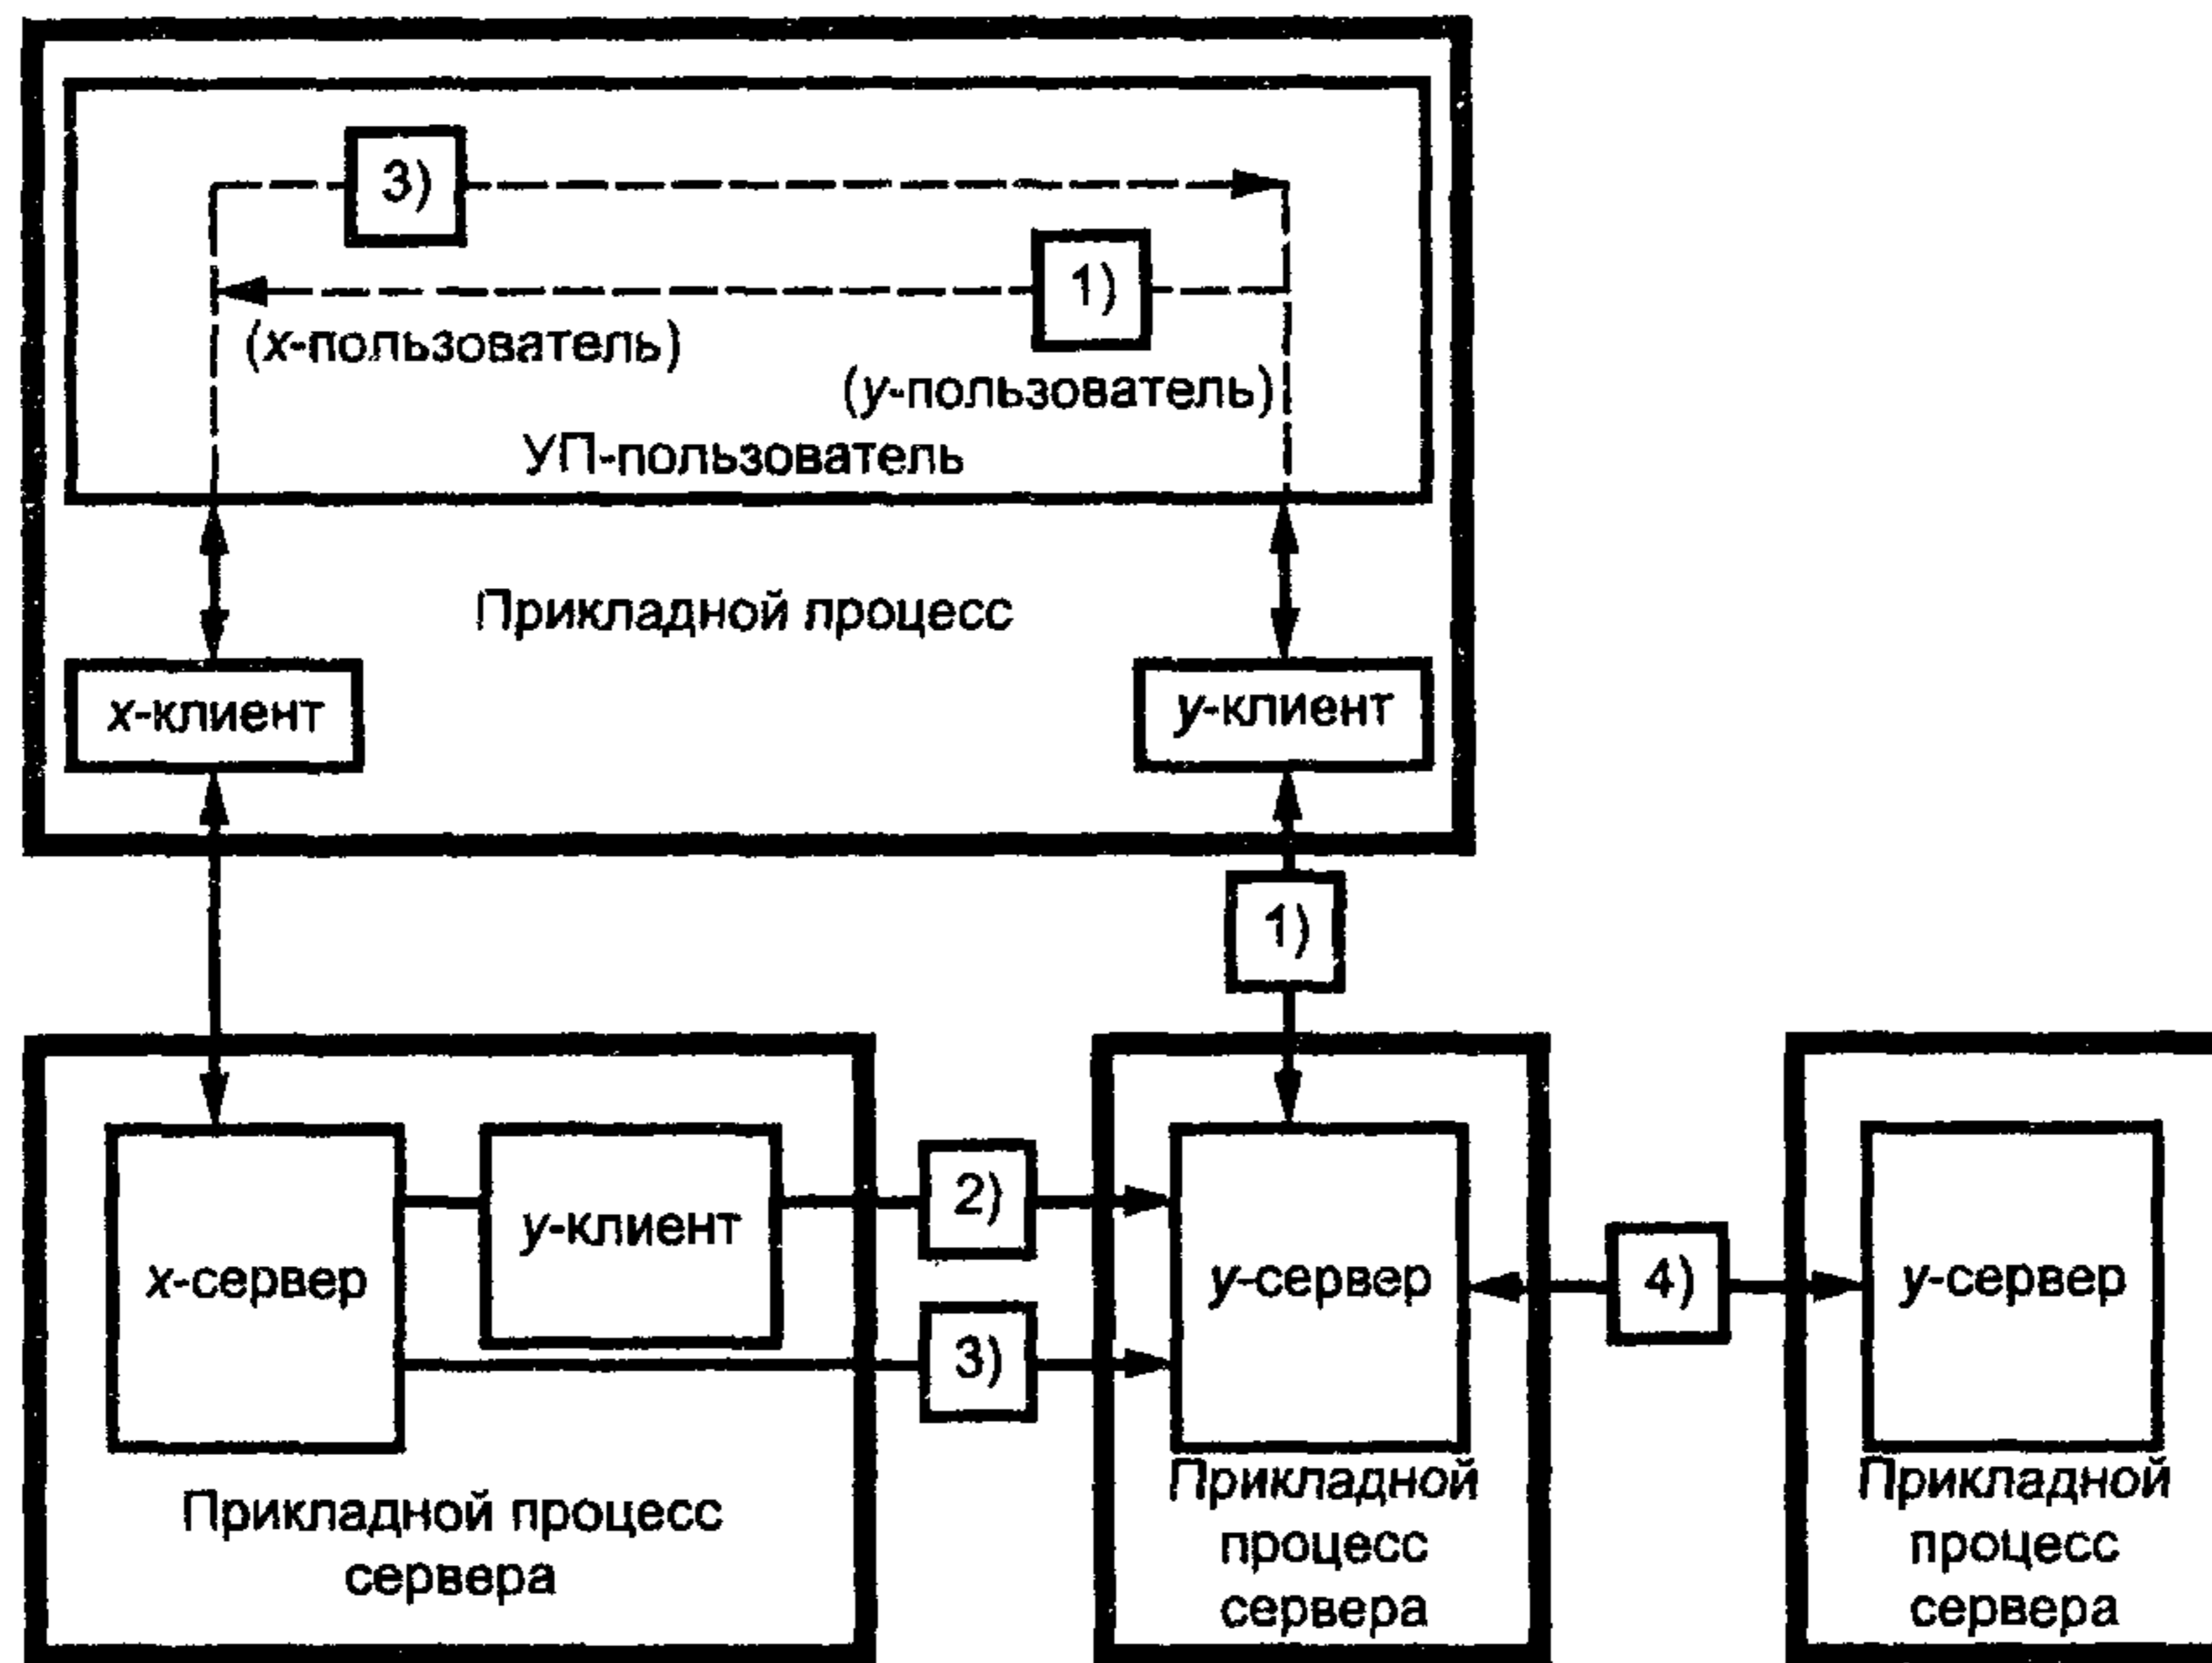 3)
1)
(x-пользователь)
(y-пользователь)
УП-пользователь
Прикладной процесс
x-клиент
y-клиент
1)
2)
y-клиент
x-сервер
y-сервер
4)
y-сервер
3)
Прикладной процесс
сервера
Прикладной
процесс
сервера
Прикладной
процесс
сервера